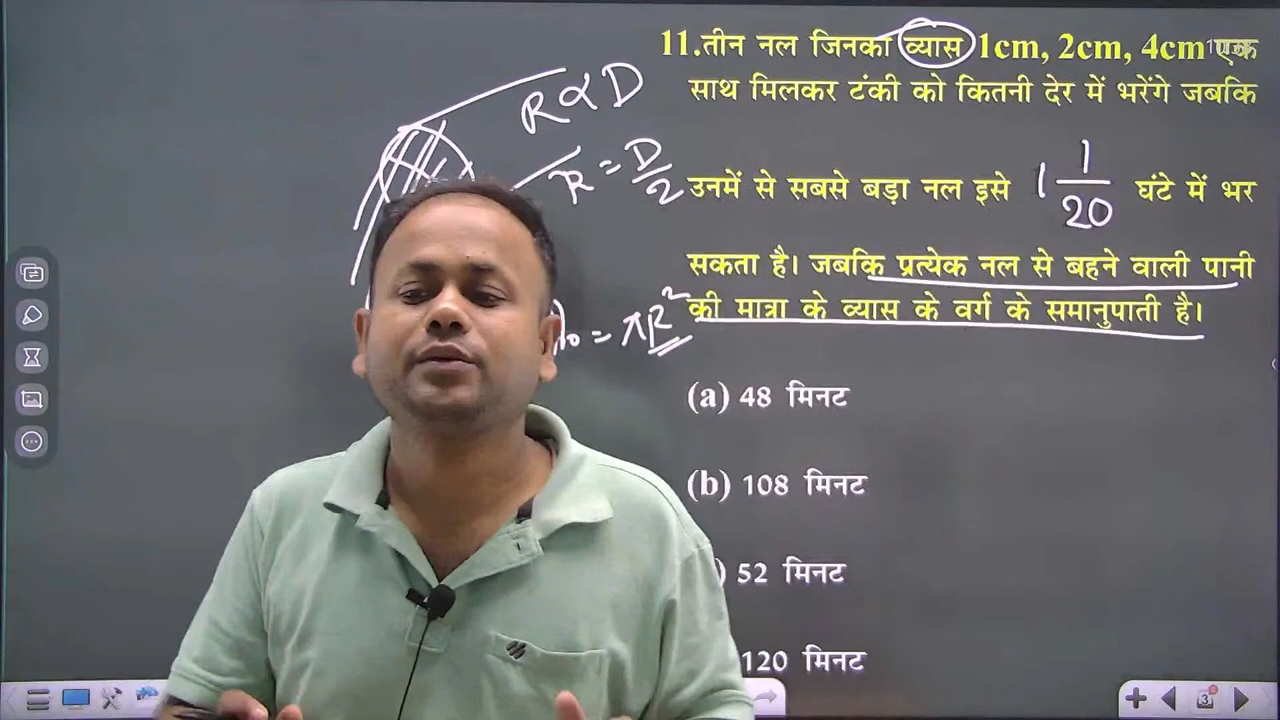 11.तीन नल जिनका व्यास 1cm, 2cm, 4cm एक
साथ मिलकर टंकी को कितनी देर में भरेंगे जबकि
उनमें से सबसे बड़ा नल इसे 1 1/20 घंटे में भर
सकता है। जबकि प्रत्येक नल से बहने वाली पानी
की मात्रा के व्यास के वर्ग के समानुपाती है।
(a) 48 मिनट
(b) 108 मिनट
) 52 मिनट
120 मिनट
R α D
R = D/2
= πR²
3